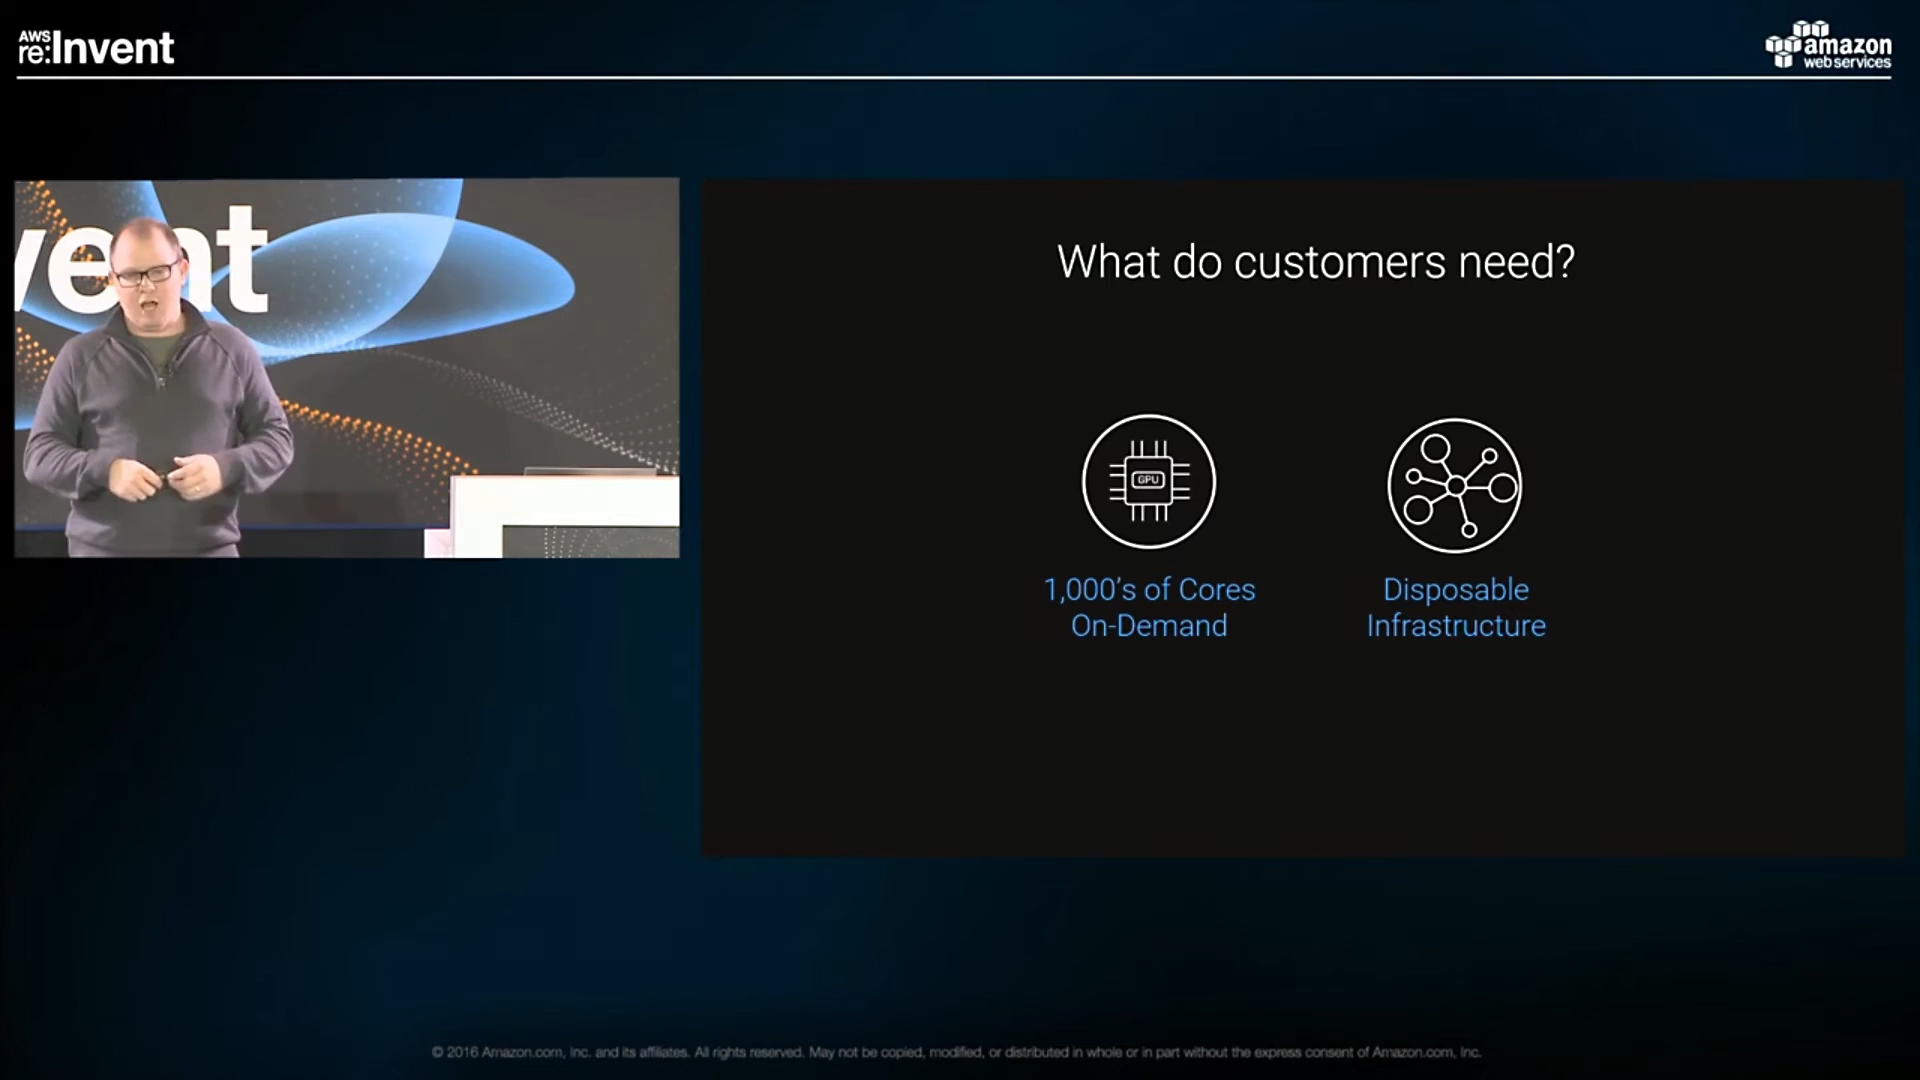 AWS
re:Invent
amazon
web services
vent
What do customers need?
GPU
1,000's of Cores
On-Demand
Disposable
Infrastructure
© 2016 Amazon.com, Inc. and its affiliates. All rights reserved. May not be copied, modified, or distributed in whole or in part without the express consent of Amazon.com, Inc.